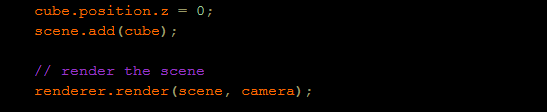 cube.position.z = 0;
scene.add(cube);
// render the scene
renderer.render(scene, camera);